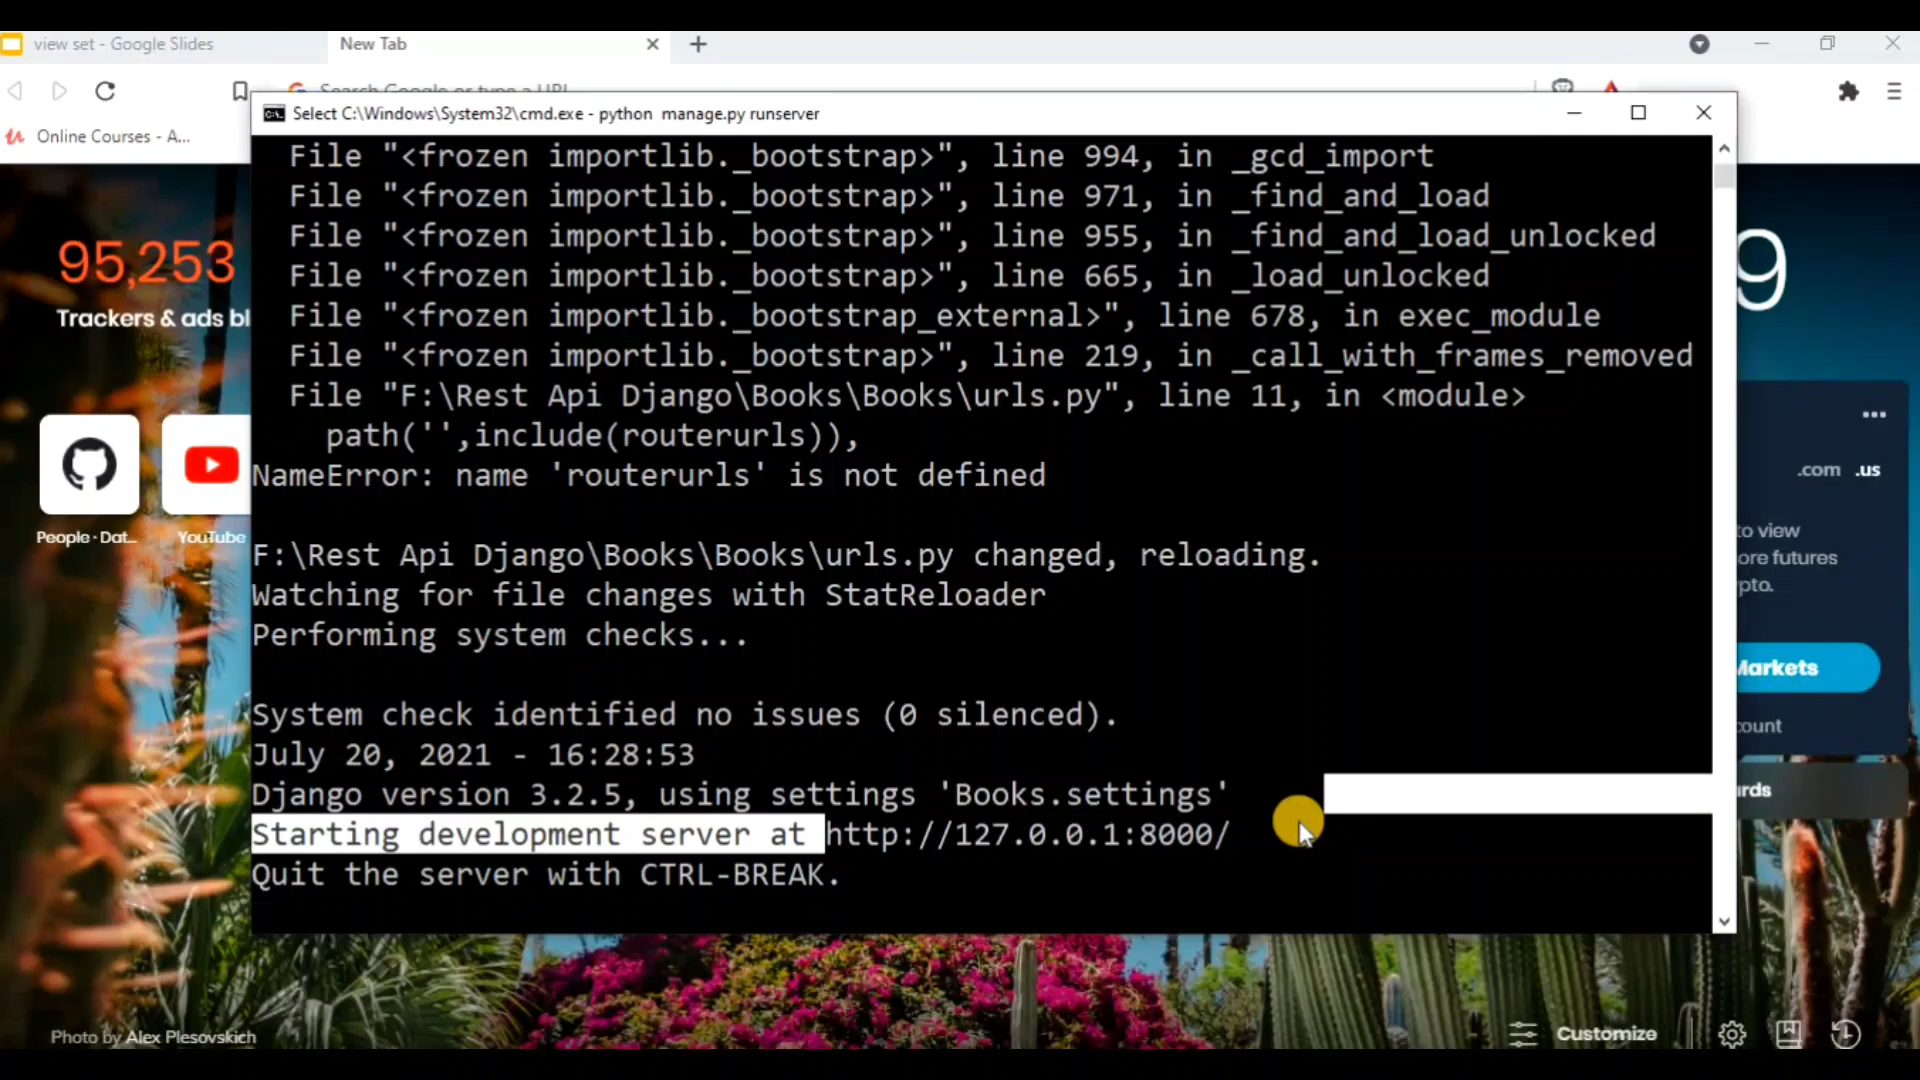 view set - Google Slides
New Tab
Search Google or type a URL
Online Courses - A...
Select C:\Windows\System32\cmd.exe - python  manage.py runserver
File "<frozen importlib._bootstrap>", line 994, in _gcd_import
File "<frozen importlib._bootstrap>", line 971, in _find_and_load
File "<frozen importlib._bootstrap>", line 955, in _find_and_load_unlocked
File "<frozen importlib._bootstrap>", line 665, in _load_unlocked
File "<frozen importlib._bootstrap_external>", line 678, in exec_module
File "<frozen importlib._bootstrap>", line 219, in _call_with_frames_removed
File "F:\Rest Api Django\Books\Books\urls.py", line 11, in <module>
path('',include(routerurls)),
NameError: name 'routerurls' is not defined
F:\Rest Api Django\Books\Books\urls.py changed, reloading.
Watching for file changes with StatReloader
Performing system checks...
System check identified no issues (0 silenced).
July 20, 2021 - 16:28:53
Django version 3.2.5, using settings 'Books.settings'
Starting development server at http://127.0.0.1:8000/
Quit the server with CTRL-BREAK.
95,253
Trackers & ads bl
People · Dat...
YouTube
9
.com .us
to view
ore futures
pto.
Markets
count
rds
Photo by Alex Plesovskich
Customize